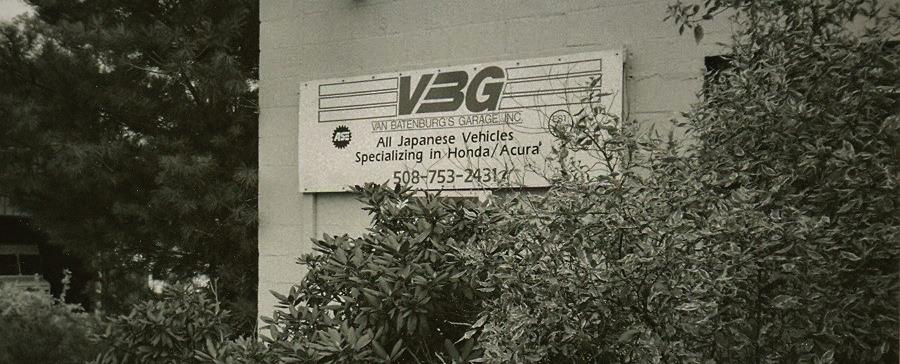 VBG
VAN BATENBURG'S GARAGE, INC.
ASE
All Japanese Vehicles
Specializing in Honda/Acura
508-753-2431